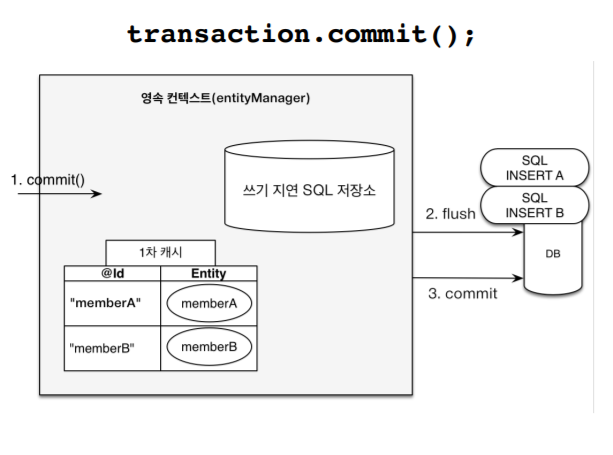 transaction.commit();
영속 컨텍스트(entityManager)
1. commit()
쓰기 지연 SQL 저장소
SQL
INSERT A
SQL
INSERT B
2. flush
DB
3. commit
1차 캐시
@Id Entity
"memberA" memberA
"memberB" memberB